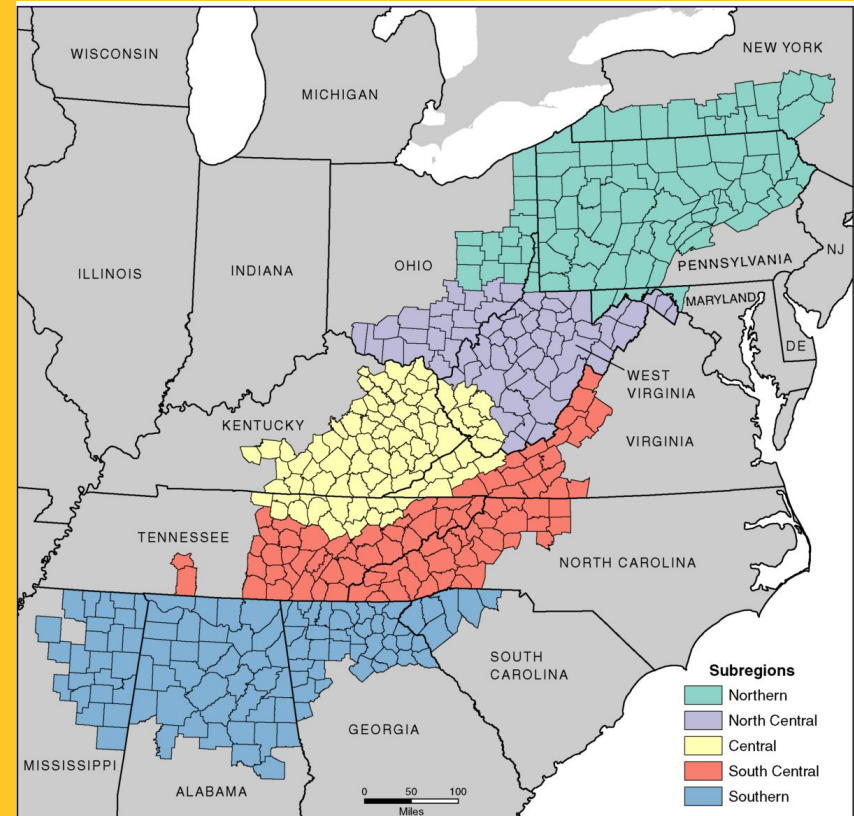 WISCONSIN
NEW YORK
MICHIGAN
ILLINOIS
INDIANA
OHIO
PENNSYLVANIA
NJ
MARYLAND
DE
WEST
VIRGINIA
KENTUCKY
VIRGINIA
TENNESSEE
NORTH CAROLINA
SOUTH
CAROLINA
GEORGIA
MISSISSIPPI
ALABAMA
Subregions
Northern
North Central
Central
South Central
Southern
0 50 100
Miles